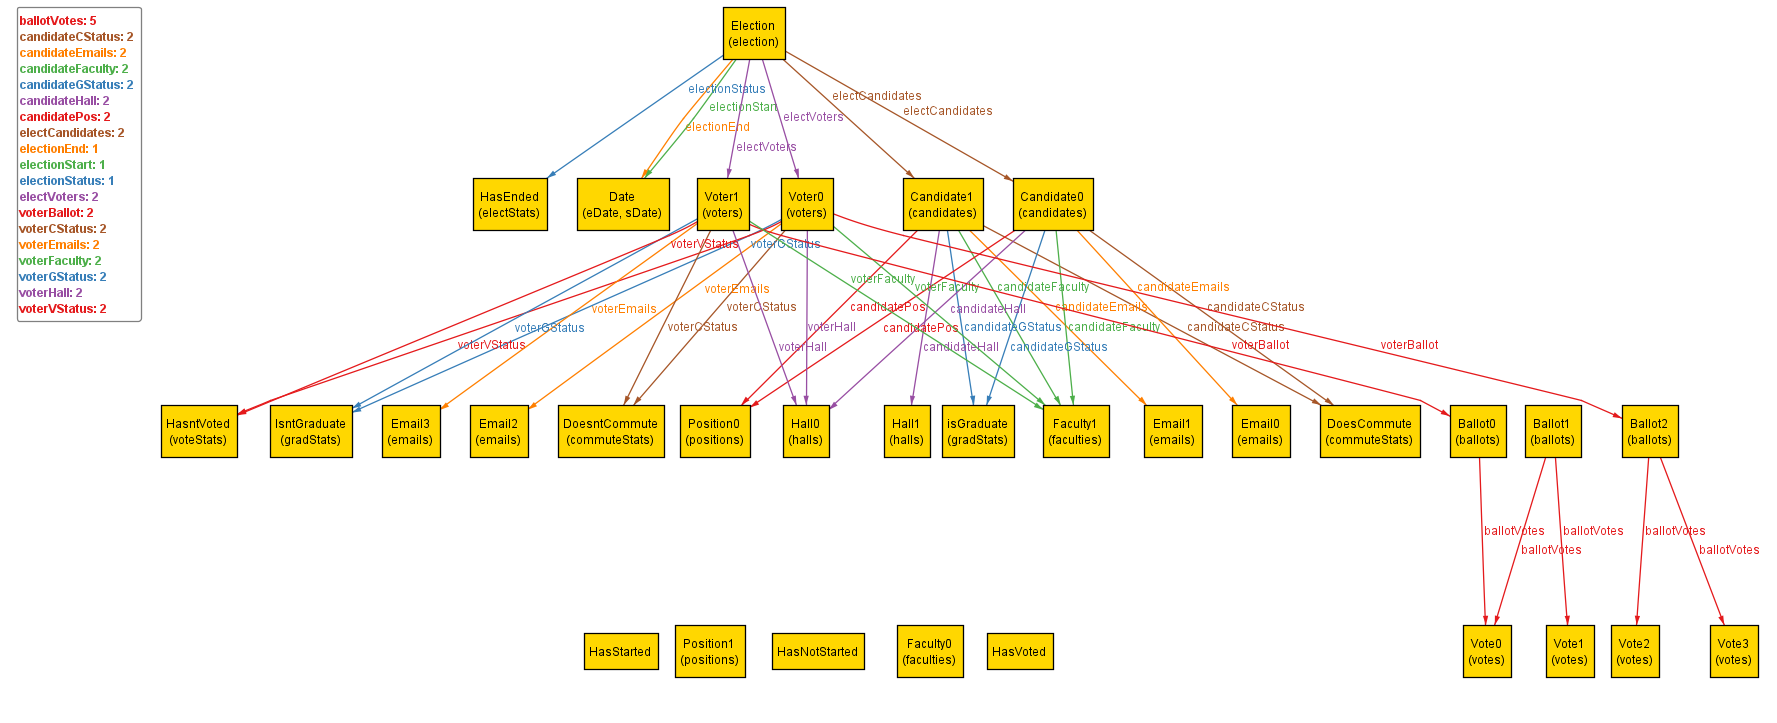 ballotVotes: 5
candidateCStatus: 2
candidateEmails: 2
candidateFaculty: 2
candidateGStatus: 2
candidateHall: 2
candidatePos: 2
electCandidates: 2
electionEnd: 1
electionStart: 1
electionStatus: 1
electVoters: 2
voterBallot: 2
voterCStatus: 2
voterEmails: 2
voterFaculty: 2
voterGStatus: 2
voterHall: 2
voterVStatus: 2
Election
(election)
electionStatus
electCandidates
electionStart
electCandidates
electVoters
electionEnd
electVoters
HasEnded
(electStats)
Date
(eDate, sDate)
Voter1
(voters)
Voter0
(voters)
Candidate1
(candidates)
Candidate0
(candidates)
voterVStatus
voterGStatus
voterFaculty
voterFaculty
candidateFaculty
candidateEmails
voterEmails
voterEmails
voterCStatus
candidatePos
candidateHall
candidateEmails
candidateCStatus
voterGStatus
voterCStatus
voterHall
candidatePos
candidateGStatus
candidateFaculty
candidateCStatus
voterVStatus
voterHall
candidateHall
candidateGStatus
voterBallot
voterBallot
HasntVoted
(voteStats)
IsntGraduate
(gradStats)
Email3
(emails)
Email2
(emails)
DoesntCommute
(commuteStats)
Position0
(positions)
Hall0
(halls)
Hall1
(halls)
isGraduate
(gradStats)
Faculty1
(faculties)
Email1
(emails)
Email0
(emails)
DoesCommute
(commuteStats)
Ballot0
(ballots)
Ballot1
(ballots)
Ballot2
(ballots)
ballotVotes
ballotVotes
ballotVotes
ballotVotes
ballotVotes
HasStarted
Position1
(positions)
HasNotStarted
Faculty0
(faculties)
HasVoted
Vote0
(votes)
Vote1
(votes)
Vote2
(votes)
Vote3
(votes)